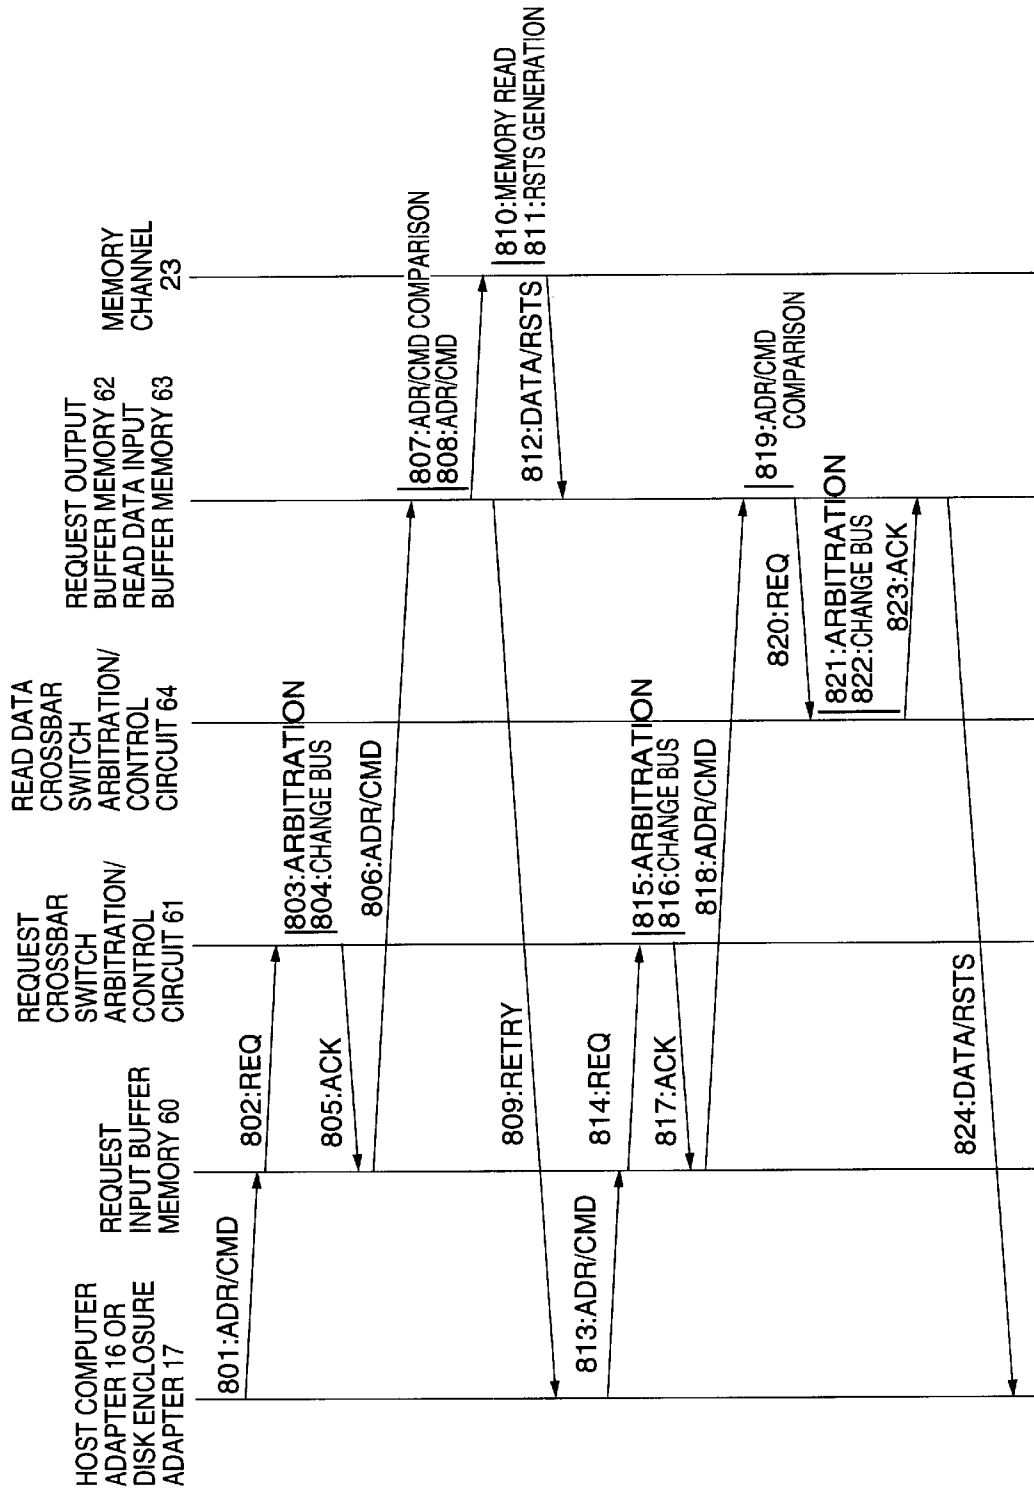 HOST COMPUTER
ADAPTER 16 OR
DISK ENCLOSURE
ADAPTER 17
REQUEST
INPUT BUFFER
MEMORY 60
REQUEST
CROSSBAR
SWITCH
ARBITRATION/
CONTROL
CIRCUIT 61
READ DATA
CROSSBAR
SWITCH
ARBITRATION/
CONTROL
CIRCUIT 64
REQUEST OUTPUT
BUFFER MEMORY 62
READ DATA INPUT
BUFFER MEMORY 63
MEMORY
CHANNEL
23
801:ADR/CMD
802:REQ
803:ARBITRATION
804:CHANGE BUS
805:ACK
806:ADR/CMD
807:ADR/CMD COMPARISON
808:ADR/CMD
809:RETRY
810:MEMORY READ
811:RSTS GENERATION
812:DATA/RSTS
813:ADR/CMD
814:REQ
815:ARBITRATION
816:CHANGE BUS
817:ACK
818:ADR/CMD
819:ADR/CMD
COMPARISON
820:REQ
821:ARBITRATION
822:CHANGE BUS
823:ACK
824:DATA/RSTS